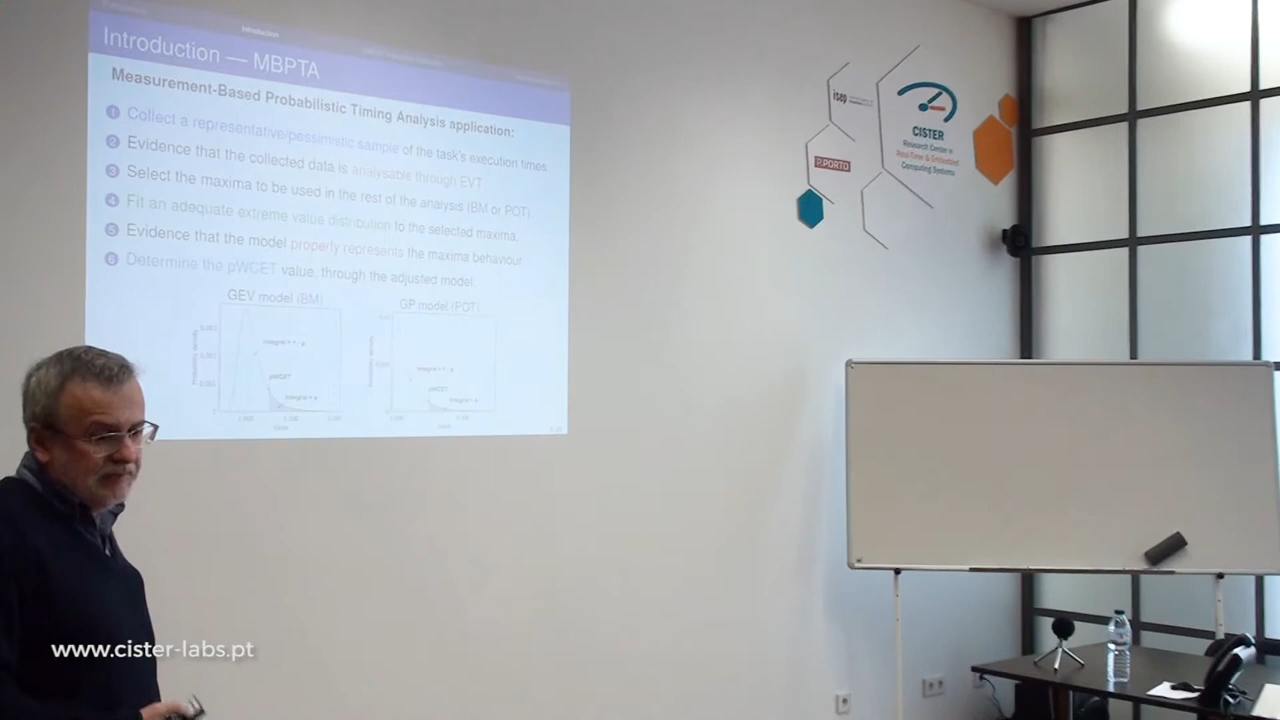 Introduction
Introduction — MBPTA
Measurement-Based Probabilistic Timing Analysis application:
1 Collect a representative/pessimistic sample of the task's execution times.
2 Evidence that the collected data is analysable through EVT.
3 Select the maxima to be used in the rest of the analysis (BM or POT).
4 Fit an adequate extreme value distribution to the selected maxima.
5 Evidence that the model properly represents the maxima behaviour.
6 Determine the pWCET value, through the adjusted model.
GEV model (BM)
GP model (POT)
Probability density
pWCET
pWCET
isep
P.PORTO
CISTER
Research Center in
Real-Time & Embedded
Computing Systems
www.cister-labs.pt